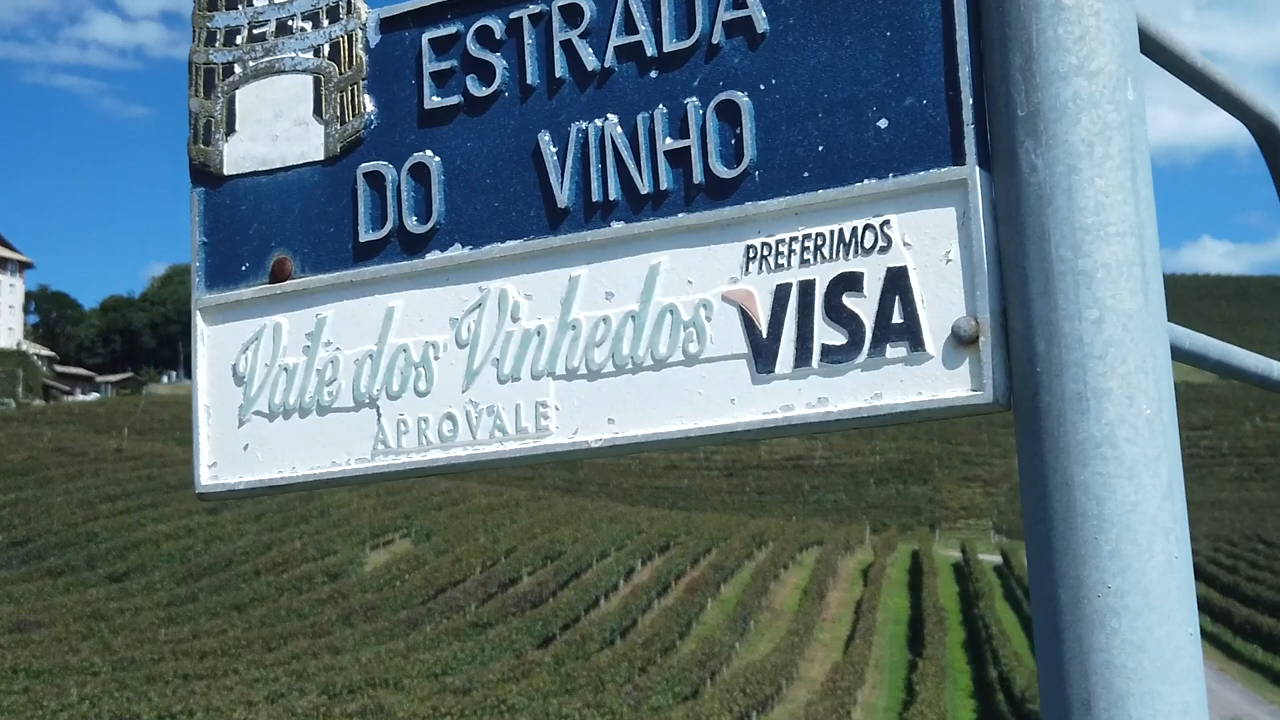 ESTRADA
DO VINHO
PREFERIMOS
Vale dos Vinhedos VISA
APROVALE